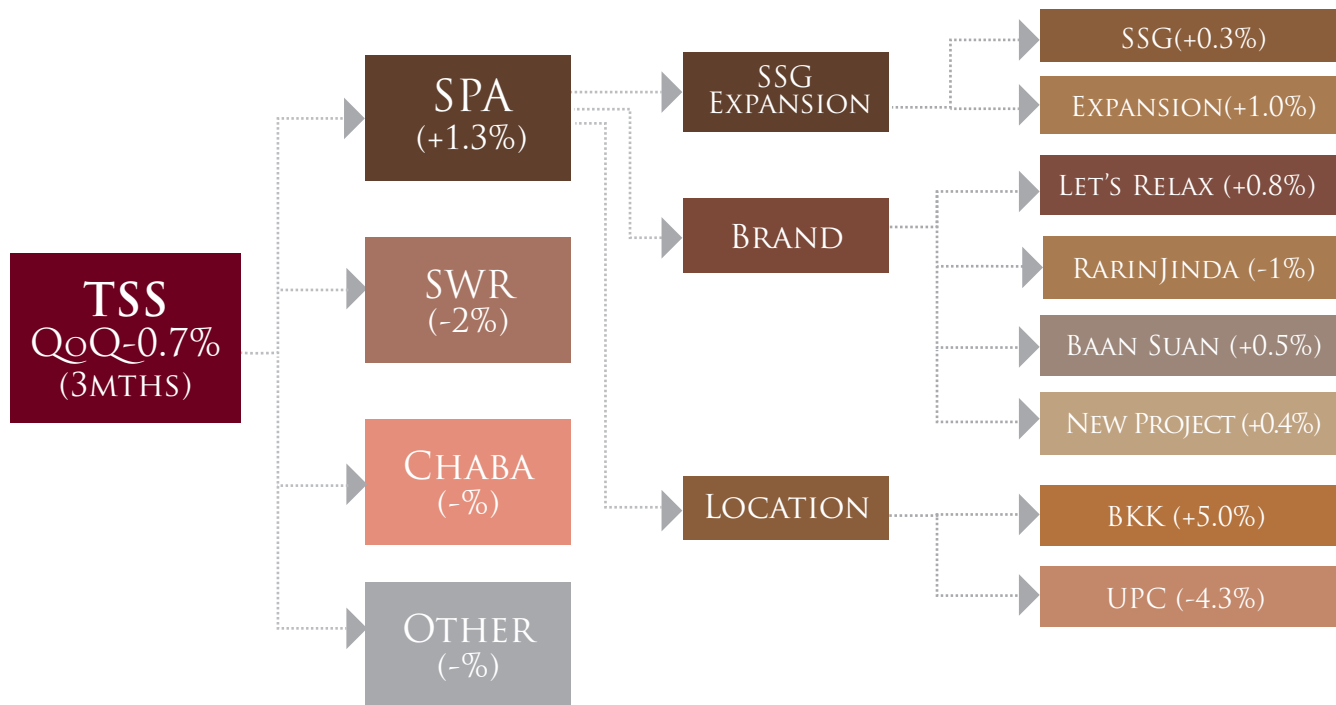 TSS
QoQ-0.7%
(3MTHS)
SPA
(+1.3%)
SWR
(-2%)
CHABA
(-%)
OTHER
(-%)
SSG
EXPANSION
BRAND
LOCATION
SSG(+0.3%)
EXPANSION(+1.0%)
LET'S RELAX (+0.8%)
RARINJINDA (-1%)
BAAN SUAN (+0.5%)
NEW PROJECT (+0.4%)
BKK (+5.0%)
UPC (-4.3%)